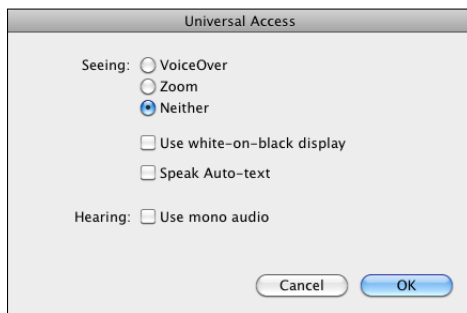 Universal Access
Seeing: VoiceOver
Zoom
Neither
Use white-on-black display
Speak Auto-text
Hearing: Use mono audio
Cancel OK